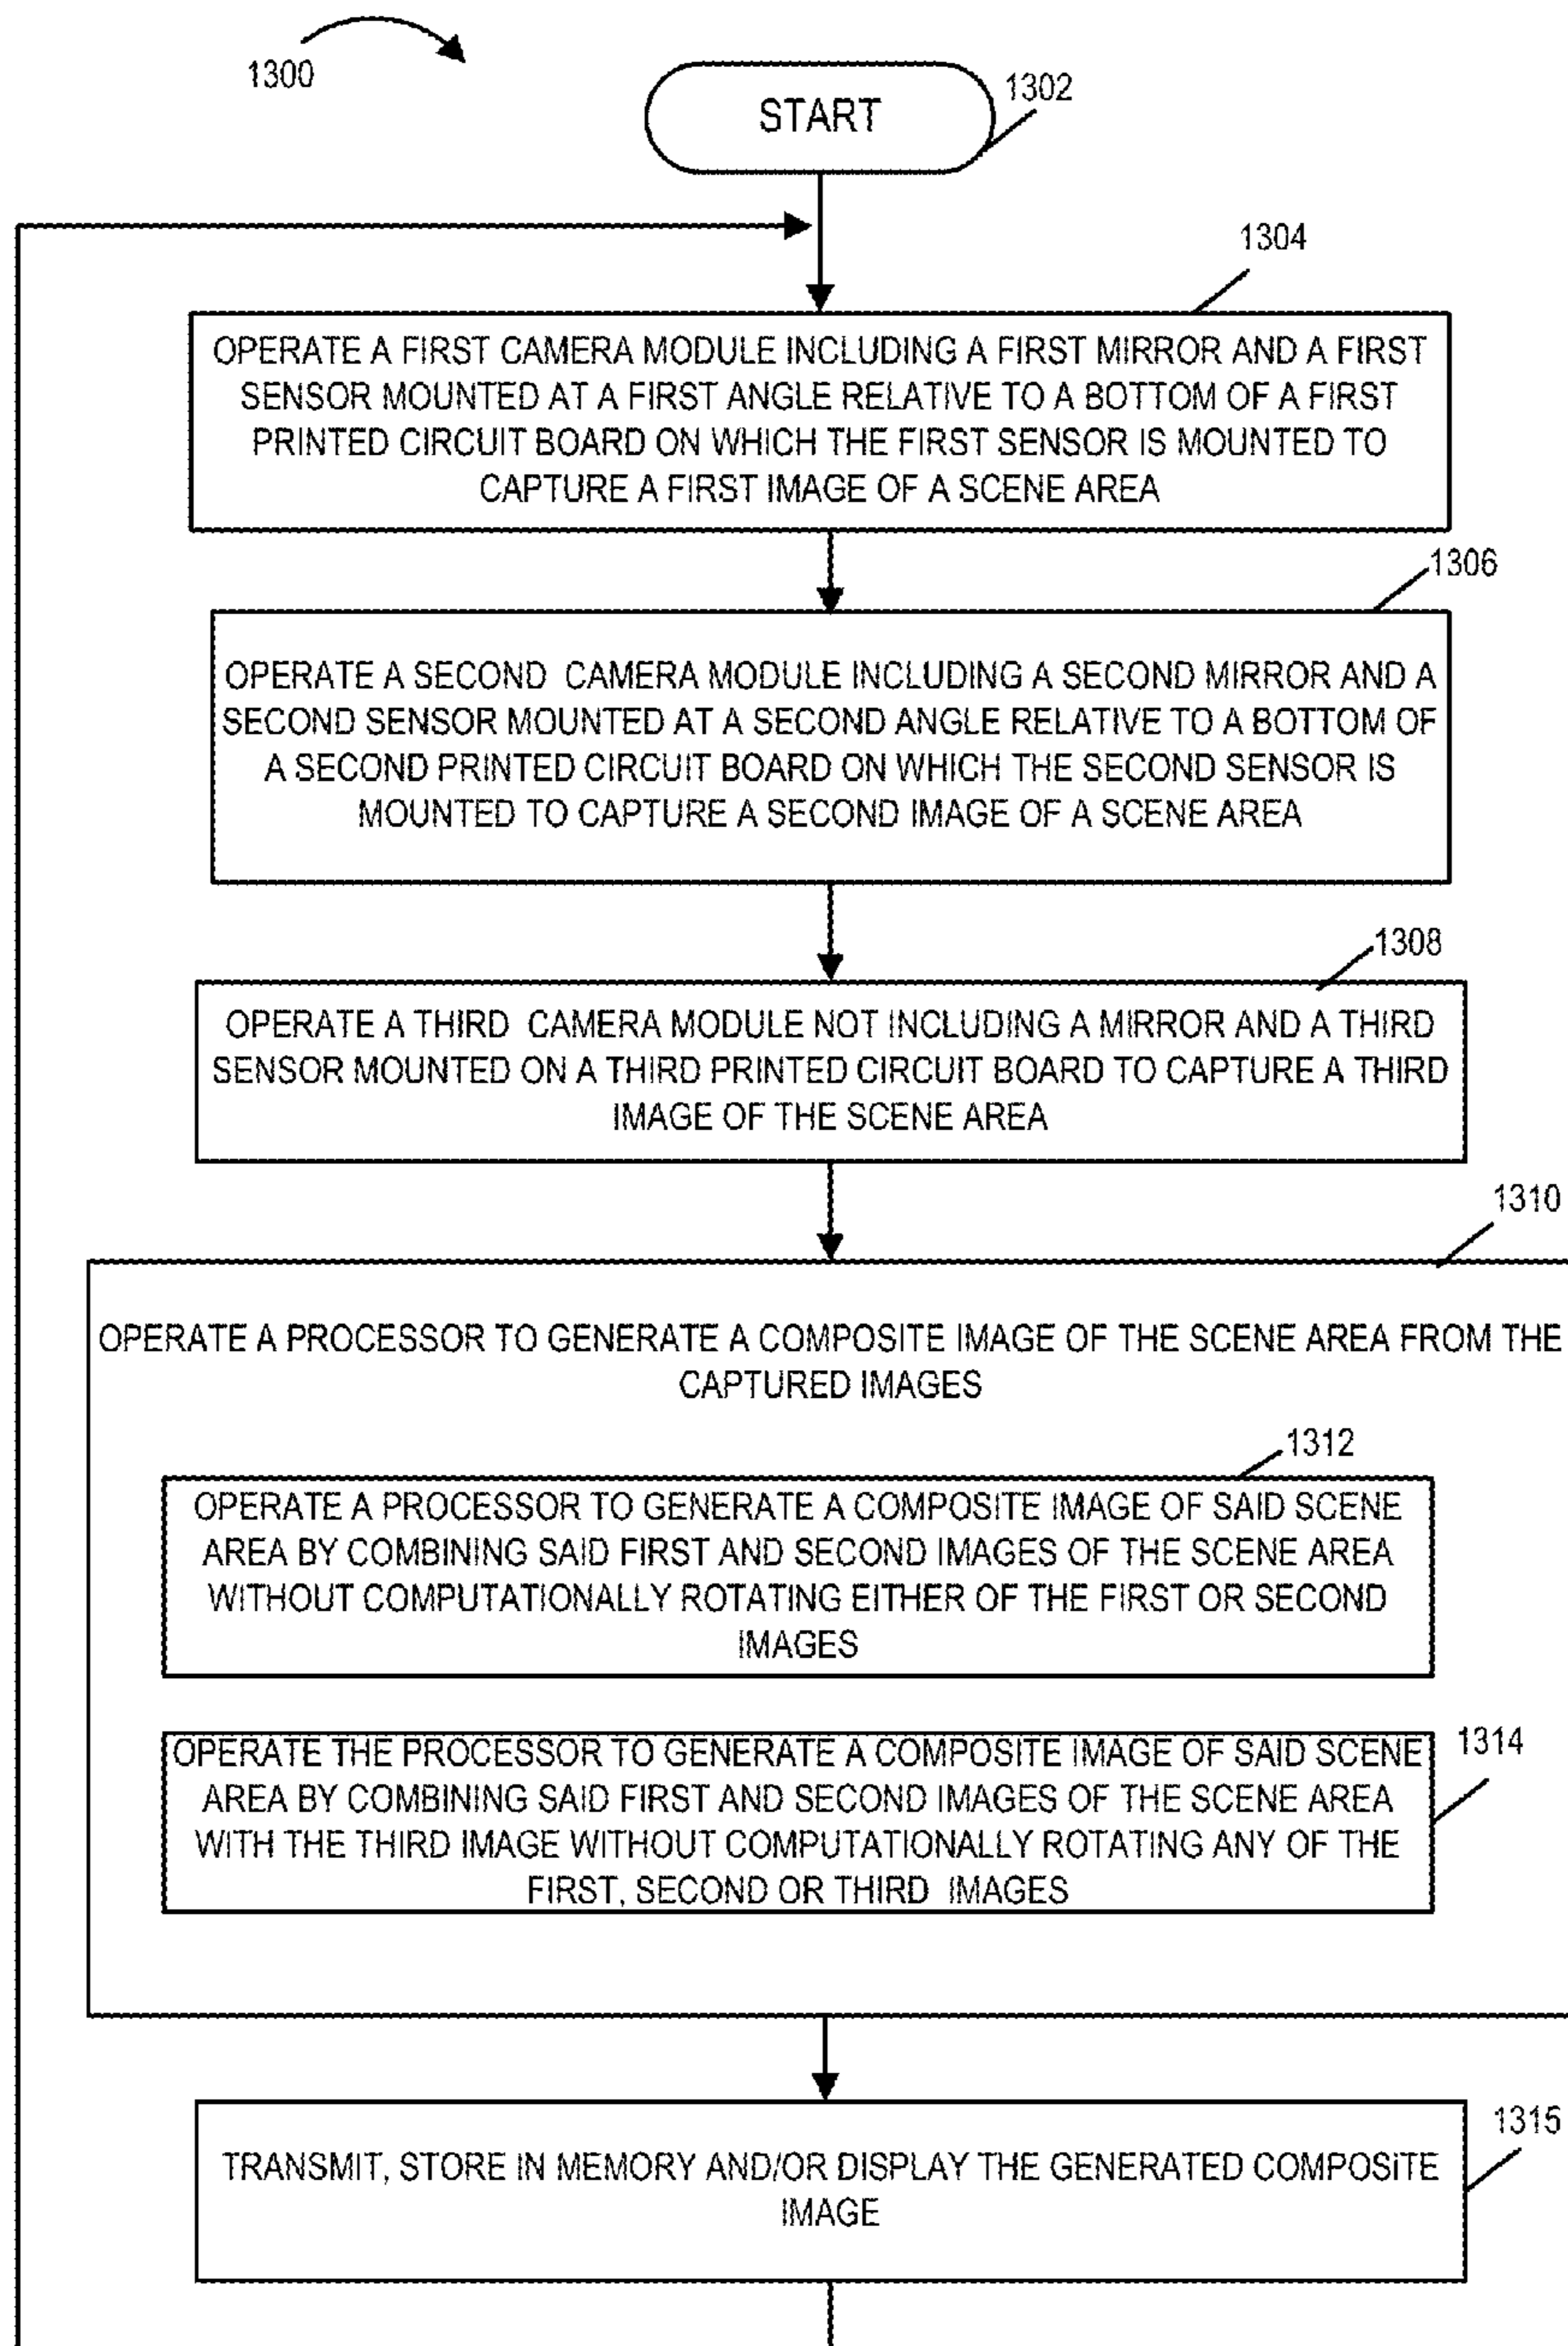 1300
START
1302
1304
OPERATE A FIRST CAMERA MODULE INCLUDING A FIRST MIRROR AND A FIRST
SENSOR MOUNTED AT A FIRST ANGLE RELATIVE TO A BOTTOM OF A FIRST
PRINTED CIRCUIT BOARD ON WHICH THE FIRST SENSOR IS MOUNTED TO
CAPTURE A FIRST IMAGE OF A SCENE AREA
1306
OPERATE A SECOND CAMERA MODULE INCLUDING A SECOND MIRROR AND A
SECOND SENSOR MOUNTED AT A SECOND ANGLE RELATIVE TO A BOTTOM OF
A SECOND PRINTED CIRCUIT BOARD ON WHICH THE SECOND SENSOR IS
MOUNTED TO CAPTURE A SECOND IMAGE OF A SCENE AREA
1308
OPERATE A THIRD CAMERA MODULE NOT INCLUDING A MIRROR AND A THIRD
SENSOR MOUNTED ON A THIRD PRINTED CIRCUIT BOARD TO CAPTURE A THIRD
IMAGE OF THE SCENE AREA
1310
OPERATE A PROCESSOR TO GENERATE A COMPOSITE IMAGE OF THE SCENE AREA FROM THE
CAPTURED IMAGES
1312
OPERATE A PROCESSOR TO GENERATE A COMPOSITE IMAGE OF SAID SCENE
AREA BY COMBINING SAID FIRST AND SECOND IMAGES OF THE SCENE AREA
WITHOUT COMPUTATIONALLY ROTATING EITHER OF THE FIRST OR SECOND
IMAGES
OPERATE THE PROCESSOR TO GENERATE A COMPOSITE IMAGE OF SAID SCENE
AREA BY COMBINING SAID FIRST AND SECOND IMAGES OF THE SCENE AREA
WITH THE THIRD IMAGE WITHOUT COMPUTATIONALLY ROTATING ANY OF THE
FIRST, SECOND OR THIRD IMAGES
1314
TRANSMIT, STORE IN MEMORY AND/OR DISPLAY THE GENERATED COMPOSITE
IMAGE
1315